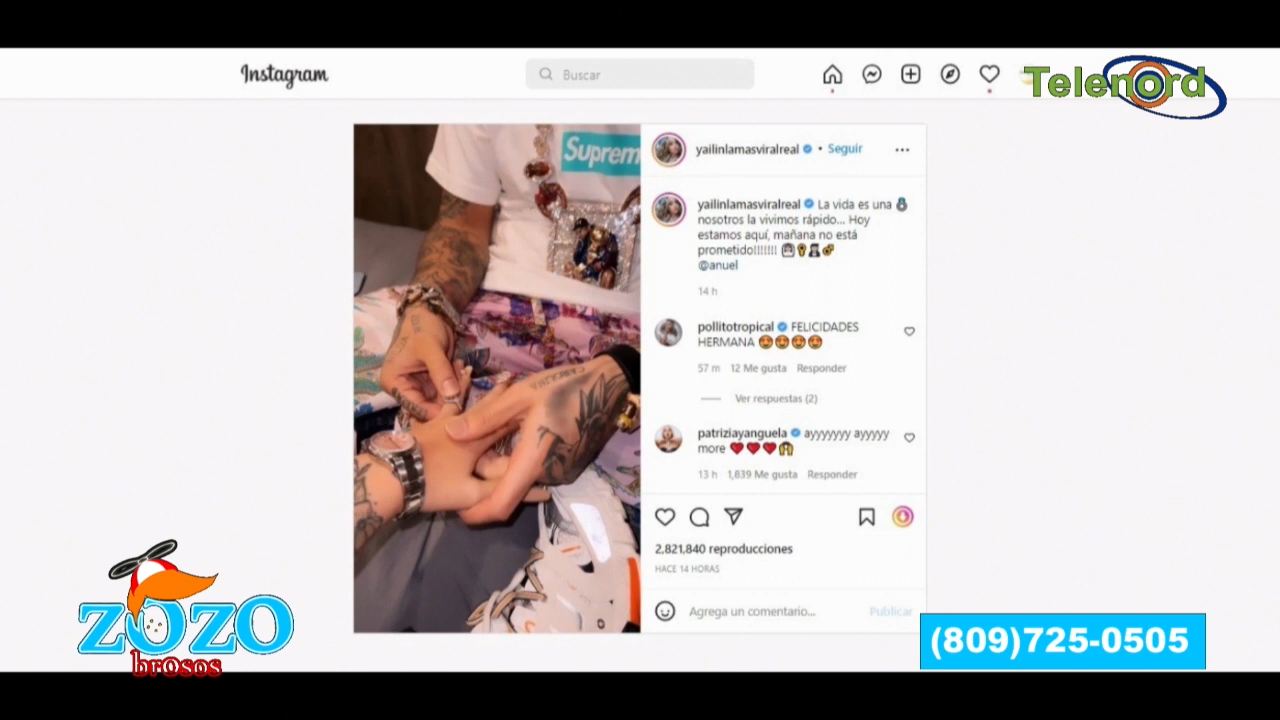 Instagram
Buscar
Telenord
Suprem
yailinlamasviralreal • Seguir
yailinlamasviralreal La vida es una
nosotros la vivimos rápido... Hoy
estamos aquí, mañana no está
prometido!!!!!!!
@anuel
14 h
pollitotropical FELICIDADES
HERMANA
57 m 12 Me gusta Responder
Ver respuestas (2)
patriziayanguela ayyyyyyy ayyyyy
more
13 h 1,839 Me gusta Responder
2,821,840 reproducciones
HACE 14 HORAS
Agrega un comentario... Publicar
ZOZO
brosos
(809)725-0505